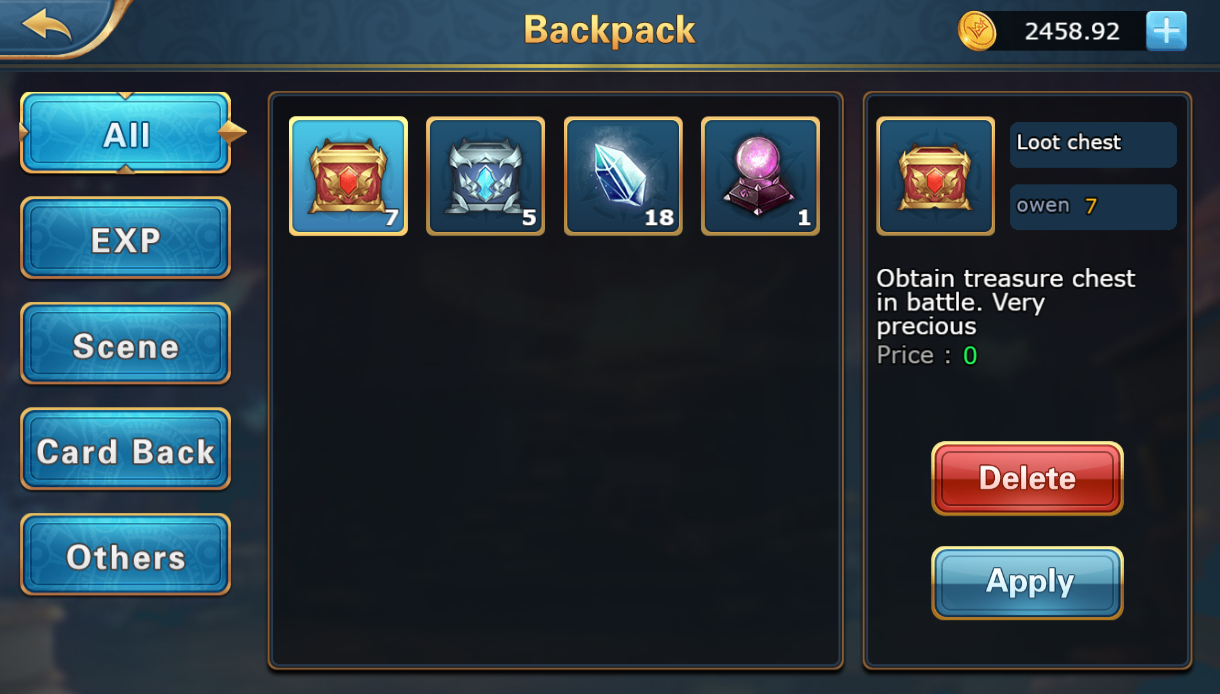 Backpack
2458.92
All
EXP
Scene
Card Back
Others
7
5
18
1
Loot chest
owen 7
Obtain treasure chest
in battle. Very
precious
Price : 0
Delete
Apply